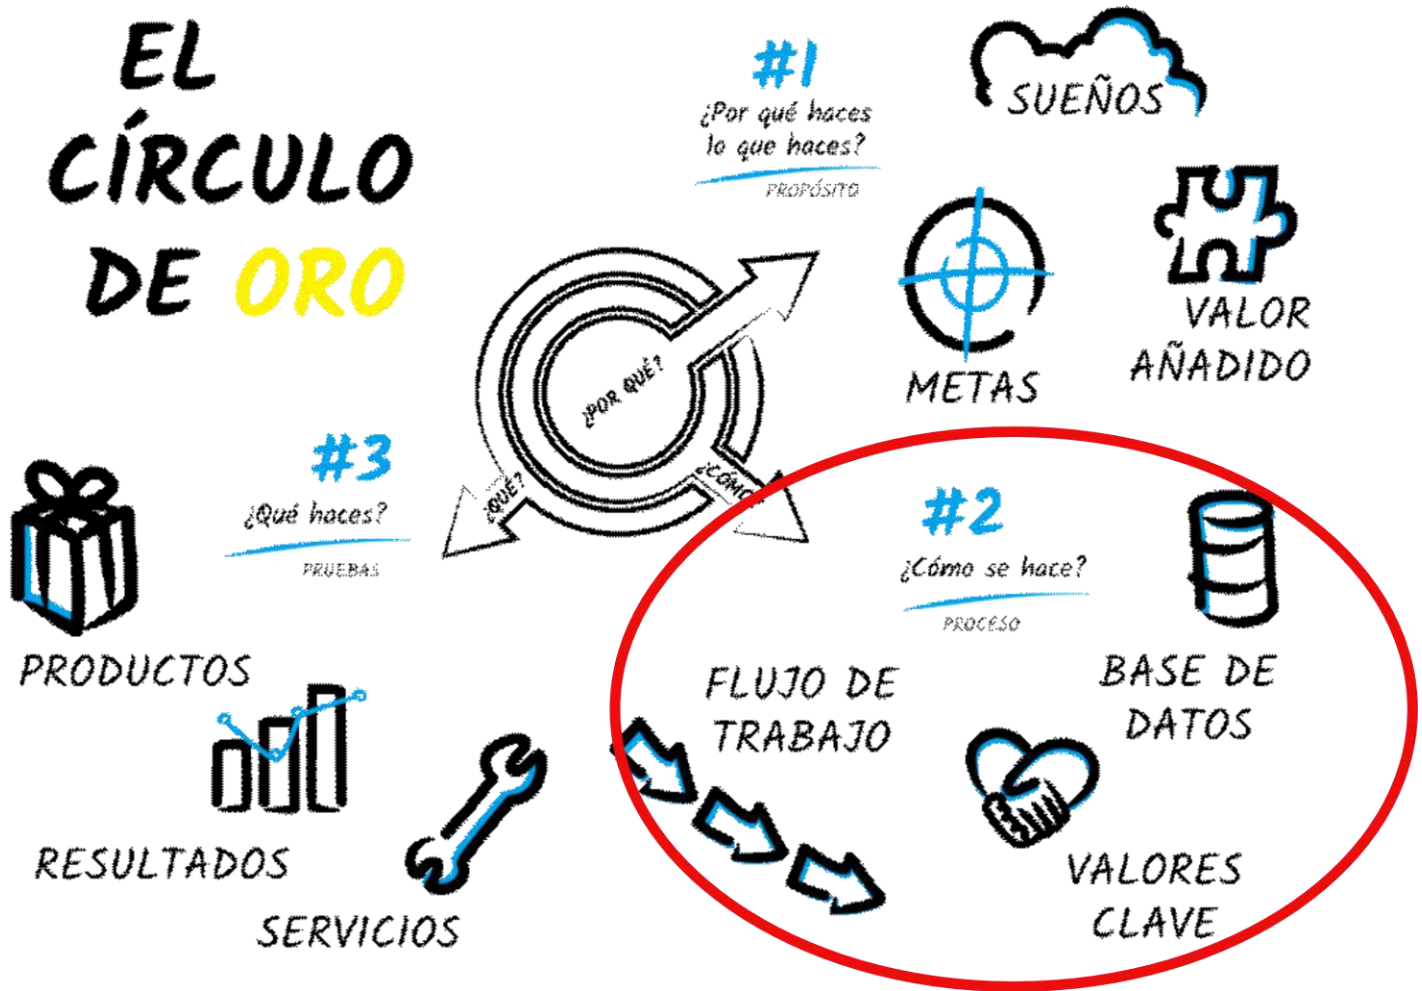 EL
CÍRCULO
DE ORO
#1
¿Por qué haces
lo que haces?
PROPÓSITO
SUEÑOS
METAS
VALOR
AÑADIDO
¿POR QUÉ?
¿CÓMO?
¿QUÉ?
#3
¿Qué haces?
PRUEBAS
PRODUCTOS
RESULTADOS
SERVICIOS
#2
¿Cómo se hace?
PROCESO
FLUJO DE
TRABAJO
BASE DE
DATOS
VALORES
CLAVE